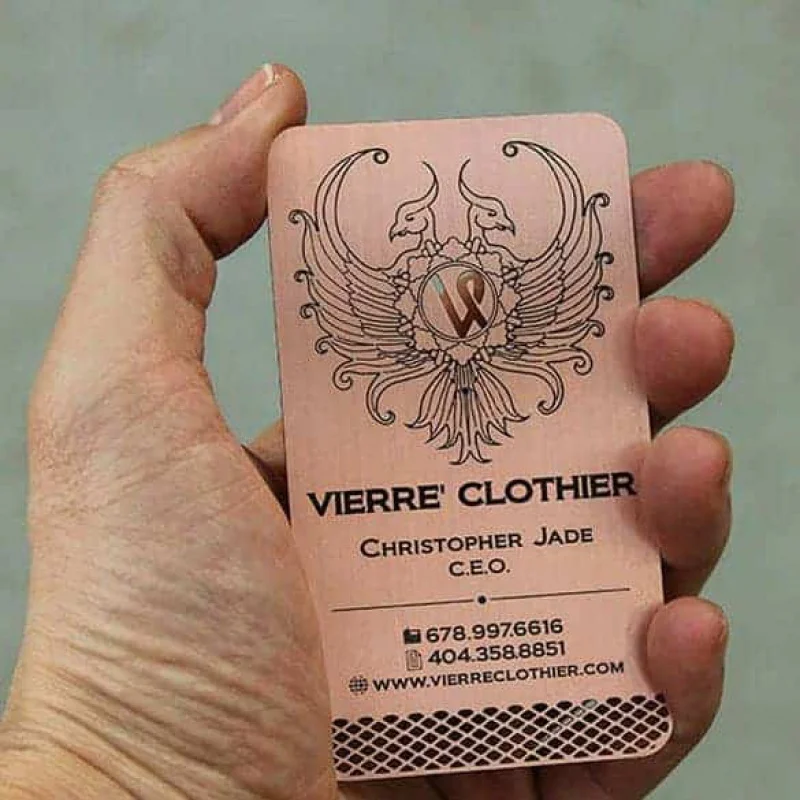 VIERRE' CLOTHIER
CHRISTOPHER JADE
C.E.O.
678.997.6616
404.358.8851
WWW.VIERRECLOTHIER.COM